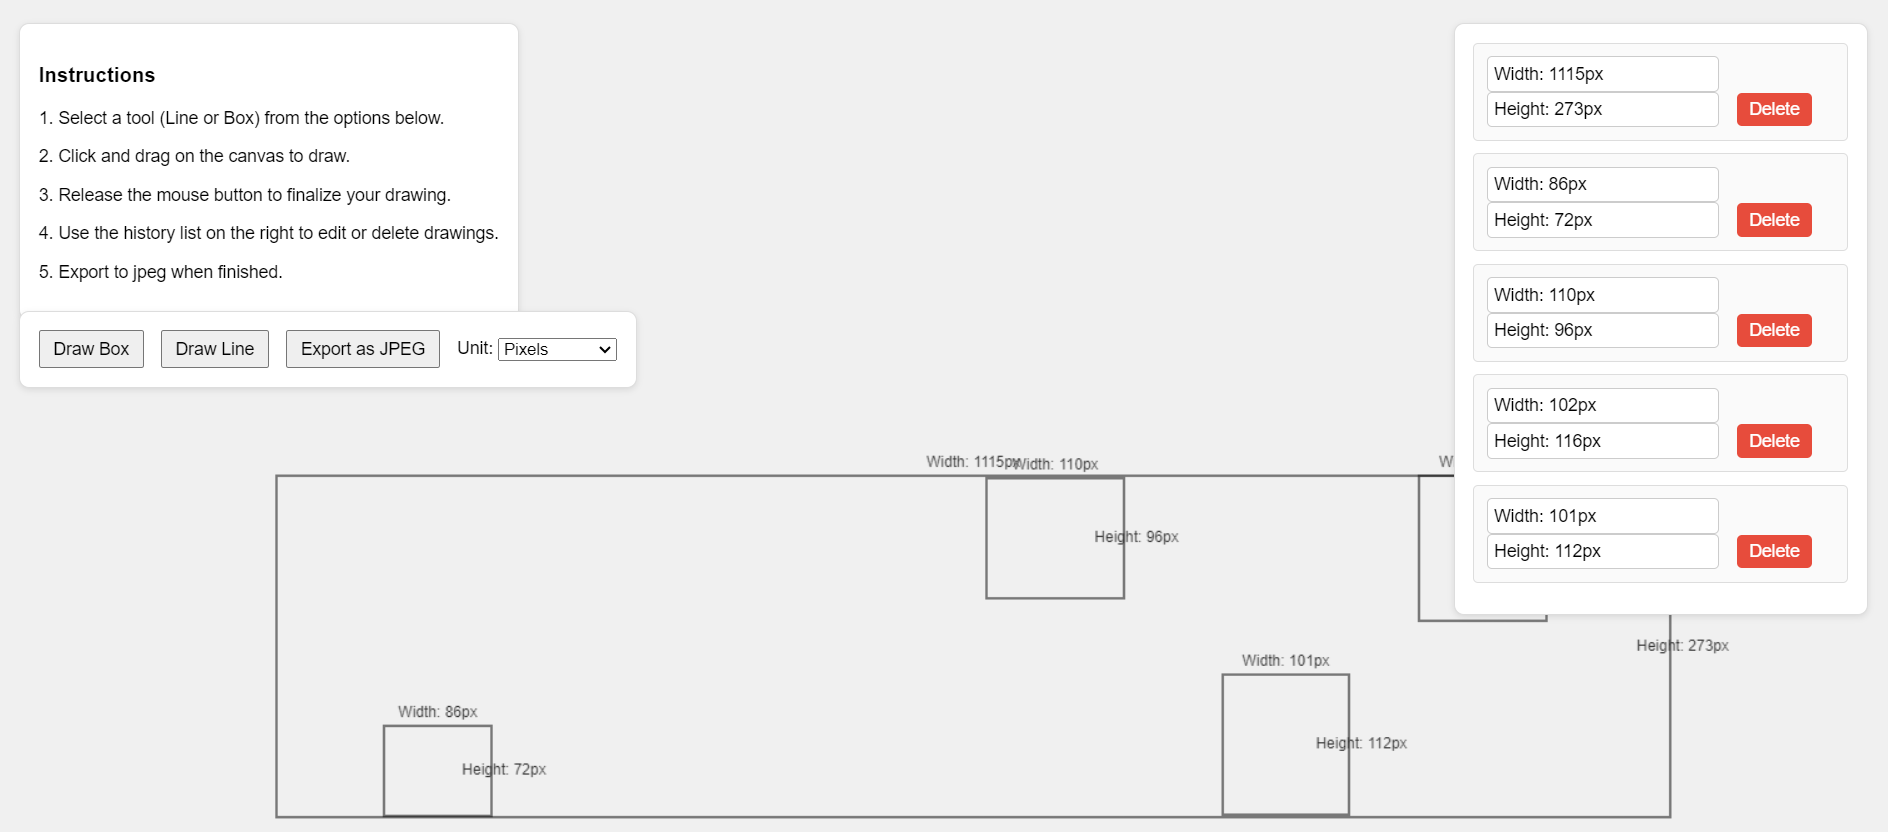 Instructions
1. Select a tool (Line or Box) from the options below.
2. Click and drag on the canvas to draw.
3. Release the mouse button to finalize your drawing.
4. Use the history list on the right to edit or delete drawings.
5. Export to jpeg when finished.
Draw Box
Draw Line
Export as JPEG
Unit: Pixels
Width: 1115px
Height: 273px
Delete
Width: 86px
Height: 72px
Delete
Width: 110px
Height: 96px
Delete
Width: 102px
Height: 116px
Delete
Width: 101px
Height: 112px
Delete
Width: 1115px
Width: 110px
Height: 96px
Height: 273px
Width: 101px
Height: 112px
Width: 86px
Height: 72px